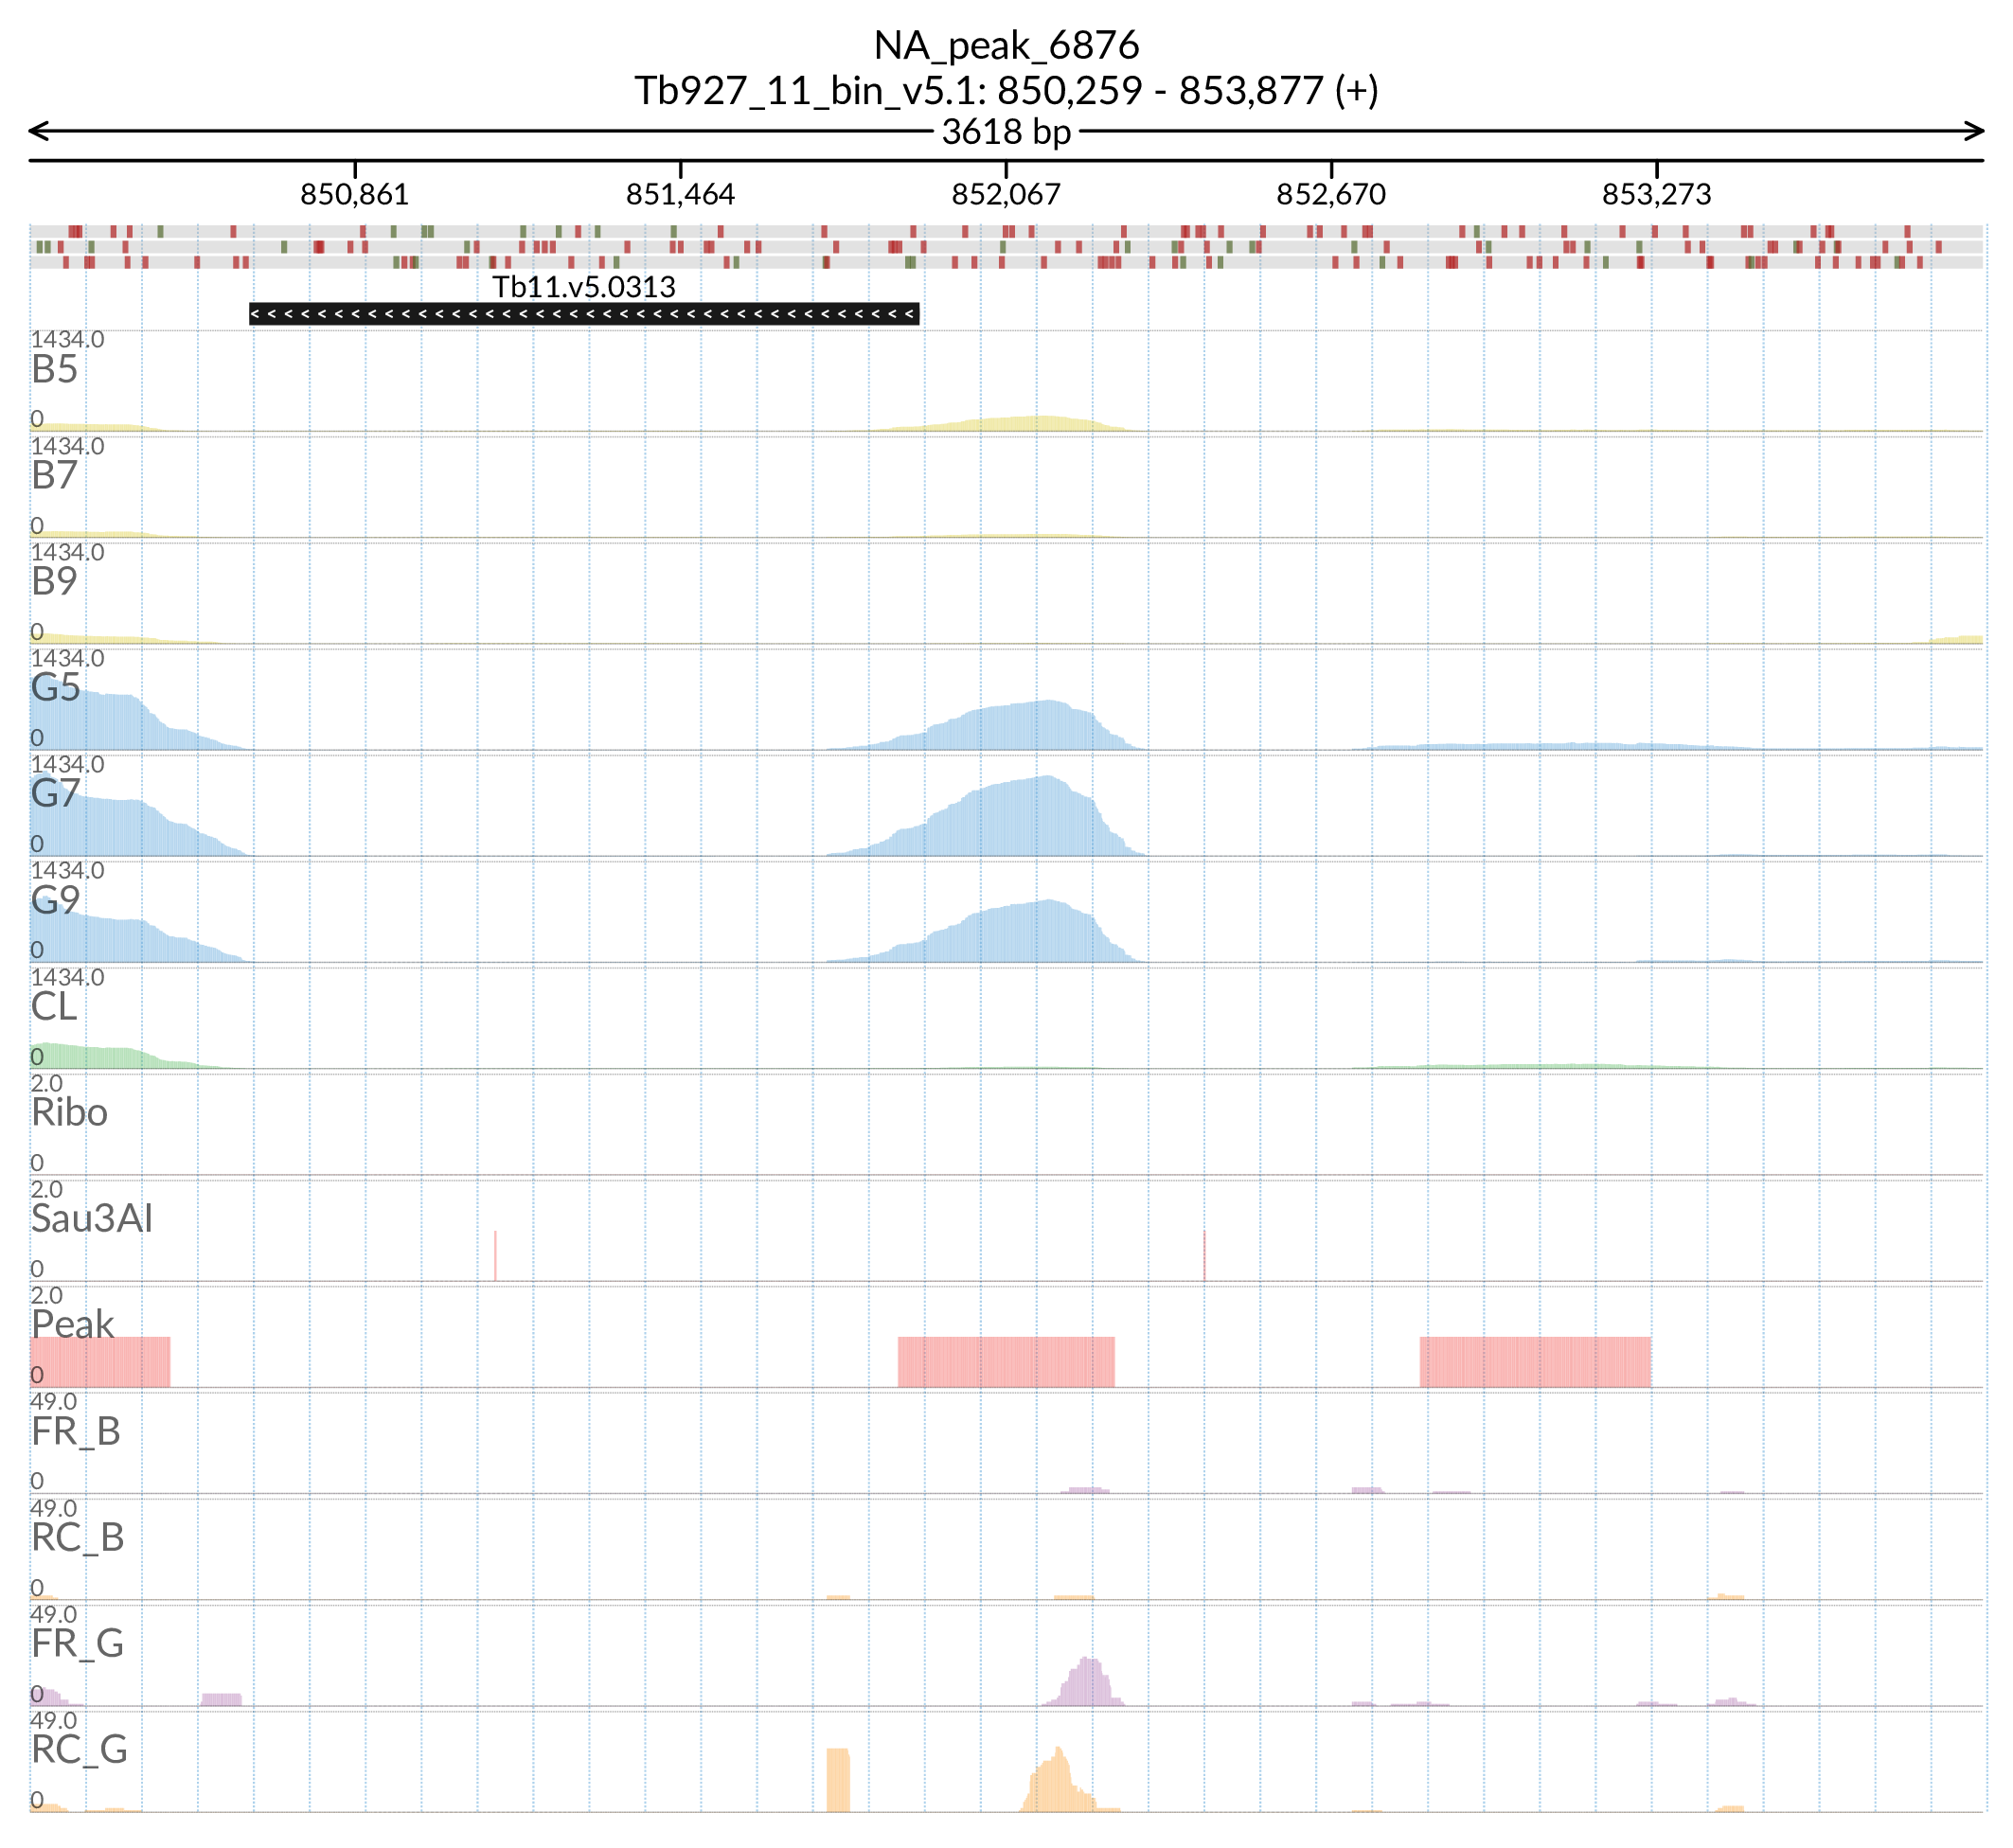 NA_peak_6876
Tb927_11_bin_v5.1: 850,259 - 853,877 (+)
3618 bp
850,861 851,464 852,067 852,670 853,273
Tb11.v5.0313
1434.0
B5
0
1434.0
B7
0
1434.0
B9
0
1434.0
G5
0
1434.0
G7
0
1434.0
G9
0
1434.0
CL
0
2.0
Ribo
0
2.0
Sau3AI
0
2.0
Peak
0
49.0
FR_B
0
49.0
RC_B
0
49.0
FR_G
0
49.0
RC_G
0